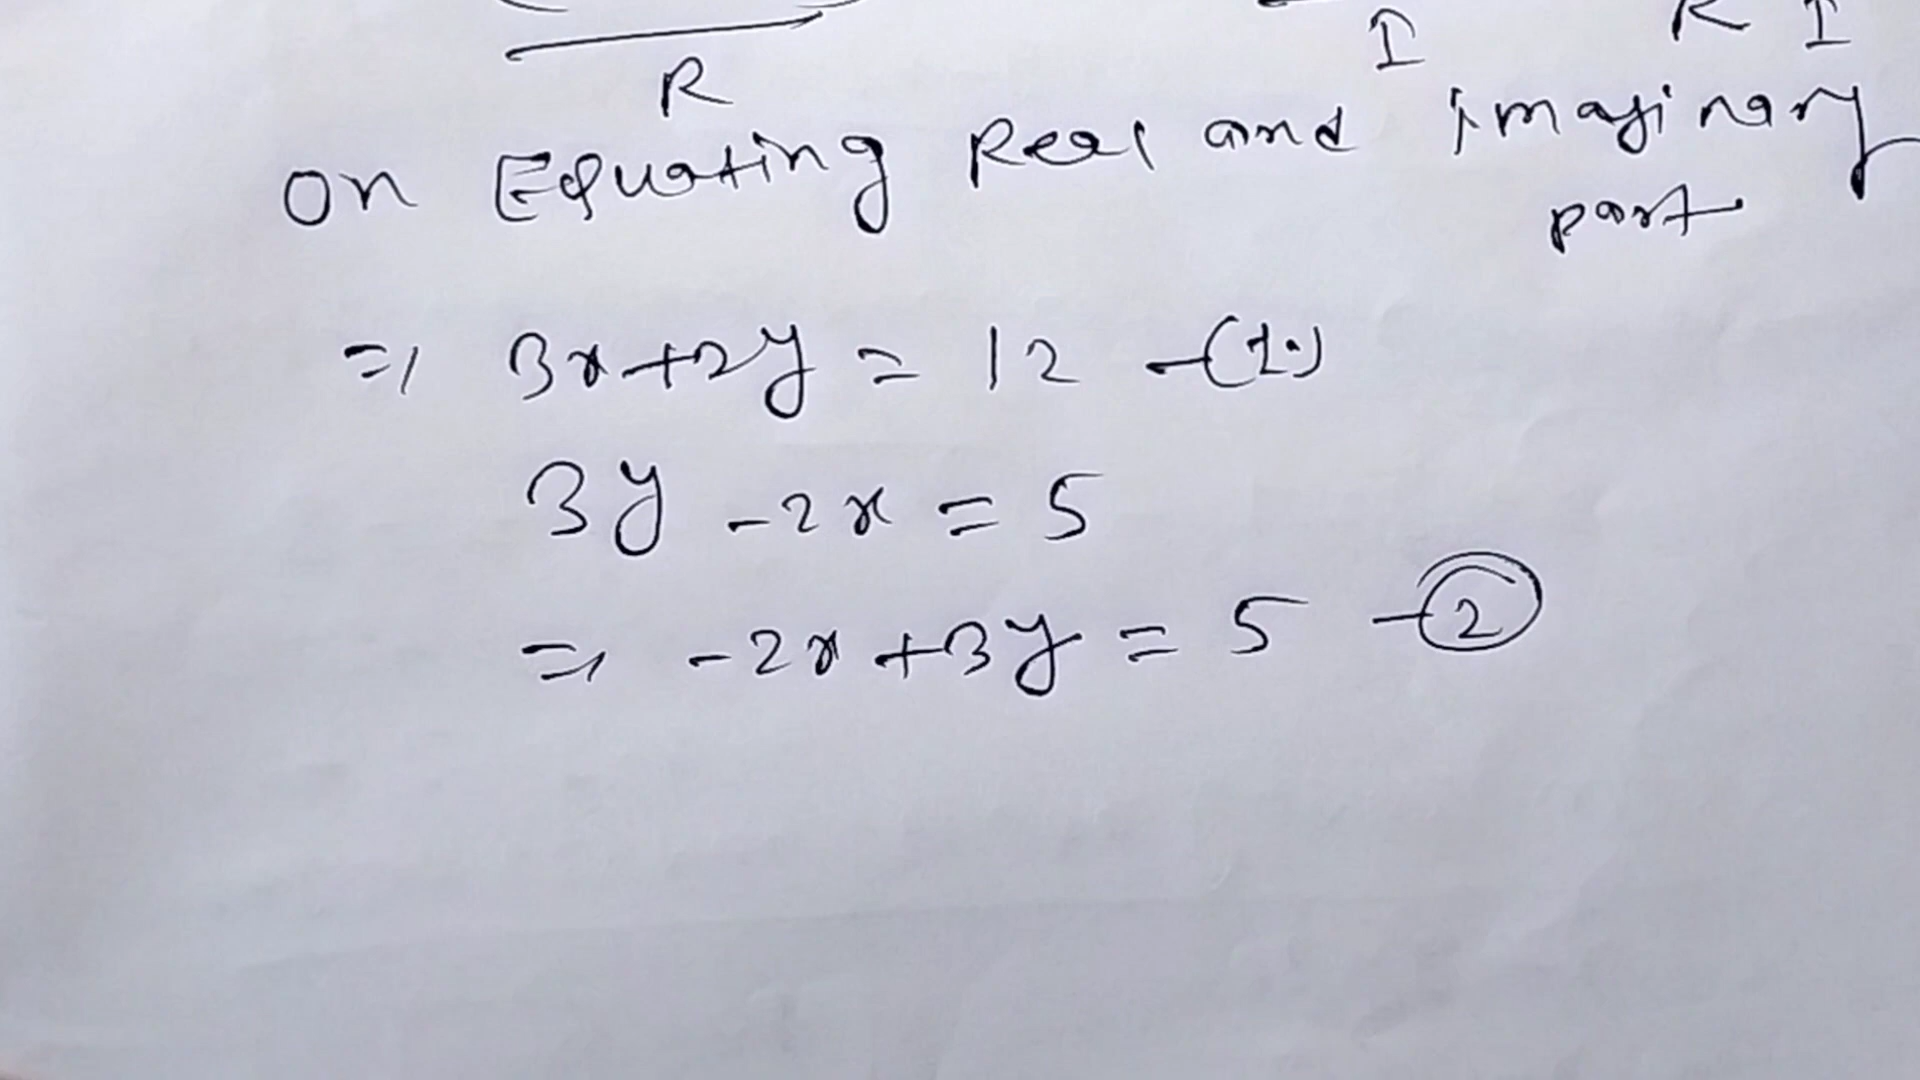 R I
I
R
on Equating Real and imaginary
part
=> 3x+2y = 12 -(1.)
3y -2x = 5
=> -2x+3y = 5 -2